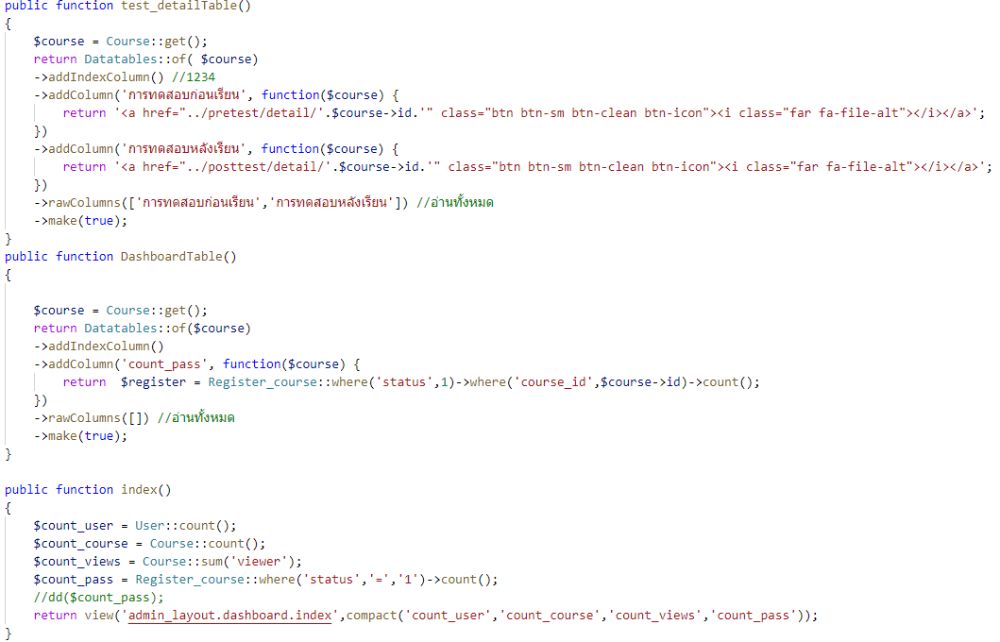 public function test_detailTable()
{
$course = Course::get();
return Datatables::of( $course)
->addIndexColumn() //1234
->addColumn('การทดสอบก่อนเรียน', function($course) {
return '<a href="../pretest/detail/'.$course->id.'" class="btn btn-sm btn-clean btn-icon"><i class="far fa-file-alt"></i></a>';
})
->addColumn('การทดสอบหลังเรียน', function($course) {
return '<a href="../posttest/detail/'.$course->id.'" class="btn btn-sm btn-clean btn-icon"><i class="far fa-file-alt"></i></a>';
})
->rawColumns(['การทดสอบก่อนเรียน','การทดสอบหลังเรียน']) //อ่านทั้งหมด
->make(true);
}
public function DashboardTable()
{
$course = Course::get();
return Datatables::of($course)
->addIndexColumn()
->addColumn('count_pass', function($course) {
return  $register = Register_course::where('status',1)->where('course_id',$course->id)->count();
})
->rawColumns([]) //อ่านทั้งหมด
->make(true);
}
public function index()
{
$count_user = User::count();
$count_course = Course::count();
$count_views = Course::sum('viewer');
$count_pass = Register_course::where('status','=','1')->count();
//dd($count_pass);
return view('admin_layout.dashboard.index',compact('count_user','count_course','count_views','count_pass'));
}